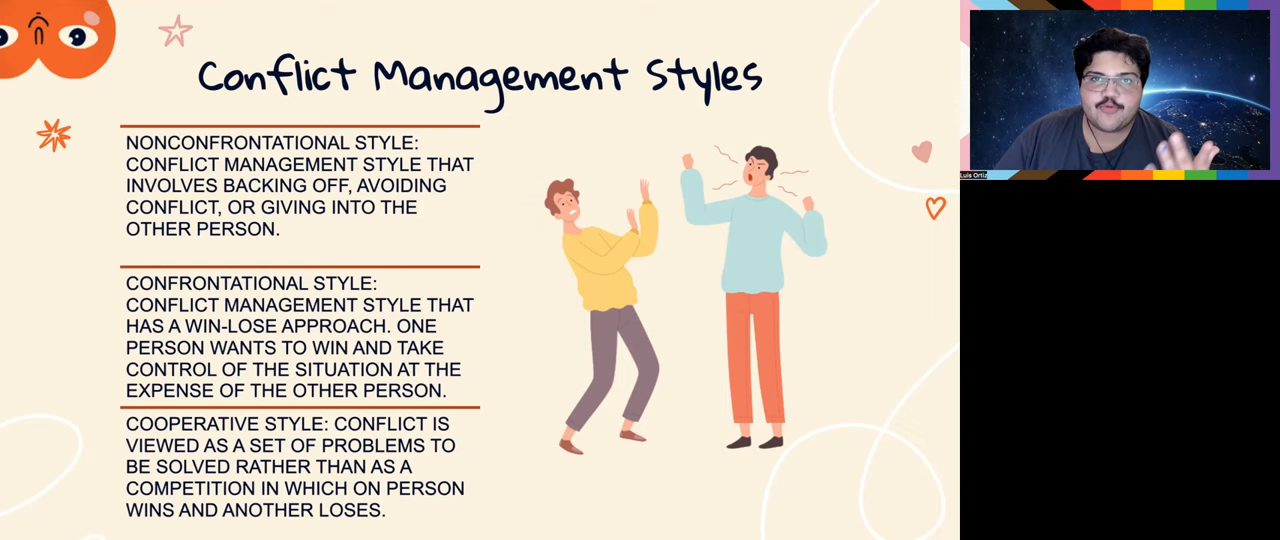 Conflict Management Styles
NONCONFRONTATIONAL STYLE:
CONFLICT MANAGEMENT STYLE THAT
INVOLVES BACKING OFF, AVOIDING
CONFLICT, OR GIVING INTO THE
OTHER PERSON.
CONFRONTATIONAL STYLE:
CONFLICT MANAGEMENT STYLE THAT
HAS A WIN-LOSE APPROACH. ONE
PERSON WANTS TO WIN AND TAKE
CONTROL OF THE SITUATION AT THE
EXPENSE OF THE OTHER PERSON.
COOPERATIVE STYLE: CONFLICT IS
VIEWED AS A SET OF PROBLEMS TO
BE SOLVED RATHER THAN AS A
COMPETITION IN WHICH ON PERSON
WINS AND ANOTHER LOSES.
Luis Ortiz